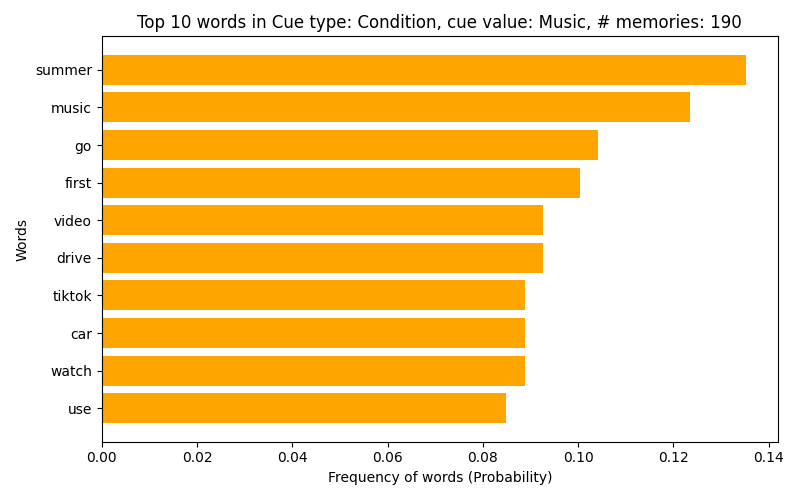 Top 10 words in Cue type: Condition, cue value: Music, # memories: 190
summer
music
go
first
video
drive
tiktok
car
watch
use
Words
0.00 0.02 0.04 0.06 0.08 0.10 0.12 0.14
Frequency of words (Probability)